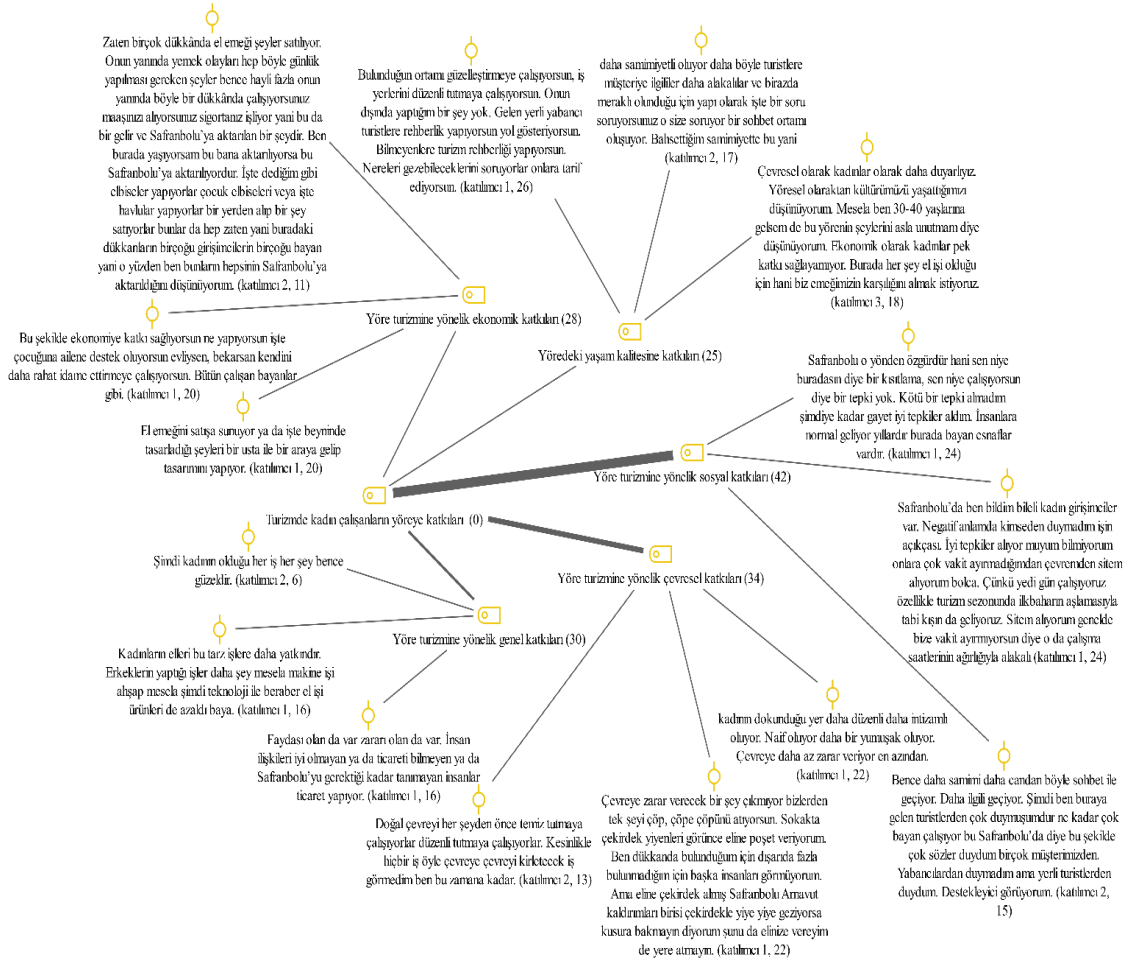 Zaten birçok dükkânda el emeği şeyler satılıyor.
Onun yanında yemek olayları hep böyle günlük
yapılması gereken şeyler bence hayli fazla onun
yanında böyle bir dükkânda çalışıyorsunuz
maaşınızı alıyorsunuz sigortanız işliyor yani bu da
bir gelir ve Safranbolu’ya aktarılan bir şeydir. Ben
burada yaşıyorsam bu bana aktarılıyorsa bu
Safranbolu’ya aktarılıyordur. İşte dediğim gibi
elbiseler yapıyorlar çocuk elbiseleri veya işte
havlular yapıyorlar bir yerden alıp bir şey
satıyorlar bunlar da hep zaten yani buradaki
dükkanların birçoğu girişimcilerin birçoğu bayan
yani o yüzden ben bunların hepsinin Safranbolu’ya
aktarıldığını düşünüyorum. (katılımcı 2, 11)
Bulunduğun ortamı güzelleştirmeye çalışıyorsun, iş
yerlerini düzenli tutmaya çalışıyorsun. Onun
dışında yaptığım bir şey yok. Gelen yerli yabancı
turistlere rehberlik yapıyorsun yol gösteriyorsun.
Bilmeyenlere turizm rehberliği yapıyorsun.
Nereleri gezebileceklerini soruyorlar onlara tarif
ediyorsun. (katılımcı 1, 26)
daha samimiyetli oluyor daha böyle turistlere
müşteriye ilgililer daha alakalılar ve birazda
meraklı olunduğu için yapı olarak işte bir soru
soruyorsunuz o size soruyor bir sohbet ortamı
oluşuyor. Bahsettiğim samimiyette bu yani
(katılımcı 2, 17)
Çevresel olarak kadınlar olarak daha duyarlıyız.
Yöresel olaraktan kültürümüzü yaşattığımızı
düşünüyorum. Mesela ben 30-40 yaşlarına
gelsem de bu yörenin şeylerini asla unutmam diye
düşünüyorum. Ekonomik olarak kadınlar pek
katkı sağlayamıyor. Burada her şey el işi olduğu
için hani biz emeğimizin karşılığını almak istiyoruz.
(katılımcı 3, 18)
Yöre turizmine yönelik ekonomik katkıları (28)
Yöredeki yaşam kalitesine katkıları (25)
Bu şekilde ekonomiye katkı sağlıyorsun ne yapıyorsun işte
çocuğuna ailene destek oluyorsun evliysen, bekarsan kendini
daha rahat idame ettirmeye çalışıyorsun. Bütün çalışan bayanlar
gibi. (katılımcı 1, 20)
El emeğini satışa sunuyor ya da işte beyninde
tasarladığı şeyleri bir usta ile bir araya gelip
tasarımını yapıyor. (katılımcı 1, 20)
Safranbolu o yönden özgürdür hani sen niye
buradasın diye bir kısıtlama, sen niye çalışıyorsun
diye bir tepki yok. Kötü bir tepki almadım
şimdiye kadar gayet iyi tepkiler aldım. İnsanlara
normal geliyor yıllardır burada bayan esnaflar
vardır. (katılımcı 1, 24)
Yöre turizmine yönelik sosyal katkıları (42)
Turizmde kadın çalışanların yöreye katkıları (0)
Safranbolu’da ben bildim bileli kadın girişimciler
var. Negatif anlamda kimseden duymadım işin
açıkçası. İyi tepkiler alıyor muyum bilmiyorum
onlara çok vakit ayırmadığımdan çevremden sitem
alıyorum bolca. Çünkü yedi gün çalışıyoruz
özellikle turizm sezonunda ilkbaharın aşlamasıyla
tabi kışın da geliyoruz. Sitem alıyorum genelde
bize vakit ayırmıyorsun diye o da çalışma
saatlerinin ağırlığıyla alakalı (katılımcı 1, 24)
Şimdi kadının olduğu her iş her şey bence
güzeldir. (katılımcı 2, 6)
Yöre turizmine yönelik çevresel katkıları (34)
Yöre turizmine yönelik genel katkıları (30)
Kadınların elleri bu tarz işlere daha yatkındır.
Erkeklerin yaptığı işler daha şey mesela makine işi
ahşap mesela şimdi teknoloji ile beraber el işi
ürünleri de azaldı baya. (katılımcı 1, 16)
Faydası olan da var zararı olan da var. İnsan
ilişkileri iyi olmayan ya da ticareti bilmeyen ya da
Safranbolu’yu gerektiği kadar tanımayan insanlar
ticaret yapıyor. (katılımcı 1, 16)
Doğal çevreyi her şeyden önce temiz tutmaya
çalışıyorlar düzenli tutmaya çalışıyorlar. Kesinlikle
hiçbir iş öyle çevreye çevreyi kirletecek iş
görmedim ben bu zamana kadar. (katılımcı 2, 13)
kadının dokunduğu yer daha düzenli daha intizamlı
oluyor. Naif oluyor daha bir yumuşak oluyor.
Çevreye daha az zarar veriyor en azından.
(katılımcı 1, 22)
Çevreye zarar verecek bir şey çıkmıyor bizlerden
tek şeyi çöp, çöpe çöpünü atıyorsun. Sokakta
çekirdek yiyenleri görünce eline poşet veriyorum.
Ben dükkanda bulunduğum için dışarıda fazla
bulunmadığım için başka insanları görmüyorum.
Ama eline çekirdek almış Safranbolu Arnavut
kaldırımları birisi çekirdekle yiye yiye geziyorsa
kusura bakmayın diyorum şunu da elinize vereyim
de yere atmayın. (katılımcı 1, 22)
Bence daha samimi daha candan böyle sohbet ile
geçiyor. Daha ilgili geçiyor. Şimdi ben buraya
gelen turistlerden çok duymuşumdur ne kadar çok
bayan çalışıyor bu Safranbolu’da diye bu şekilde
çok sözler duydum birçok müşterimizden.
Yabancılardan duymadım ama yerli turistlerden
duydum. Destekleyici görüyorum. (katılımcı 2,
15)